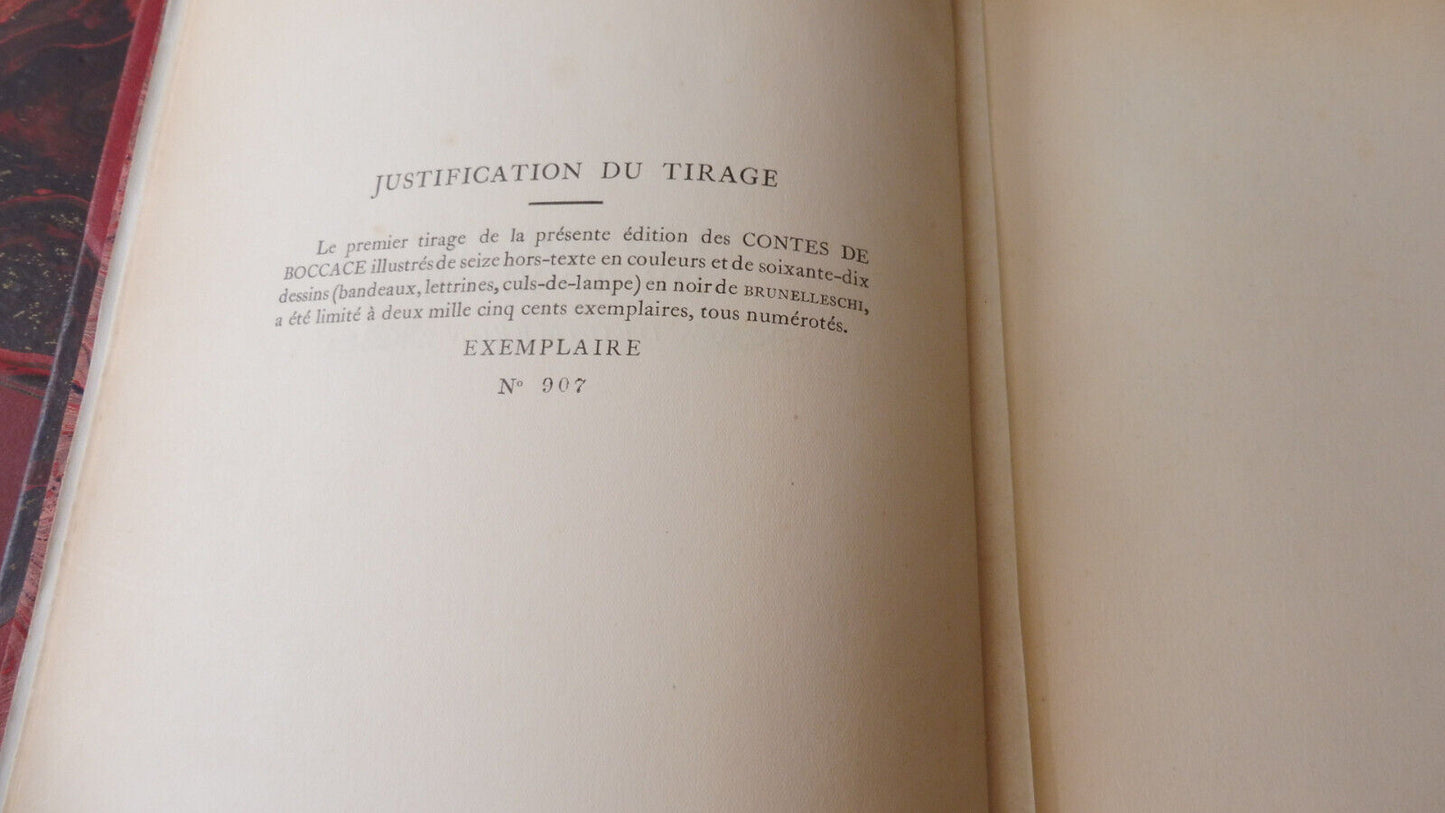 JUSTIFICATION DU TIRAGE
Le premier tirage de la présente édition des CONTES DE
BOCCACE illustrés de seize hors-texte en couleurs et de soixante-dix
dessins (bandeaux, lettrines, culs-de-lampe) en noir de BRUNELLESCHI,
a été limité à deux mille cinq cents exemplaires, tous numérotés.
EXEMPLAIRE
Nº 907